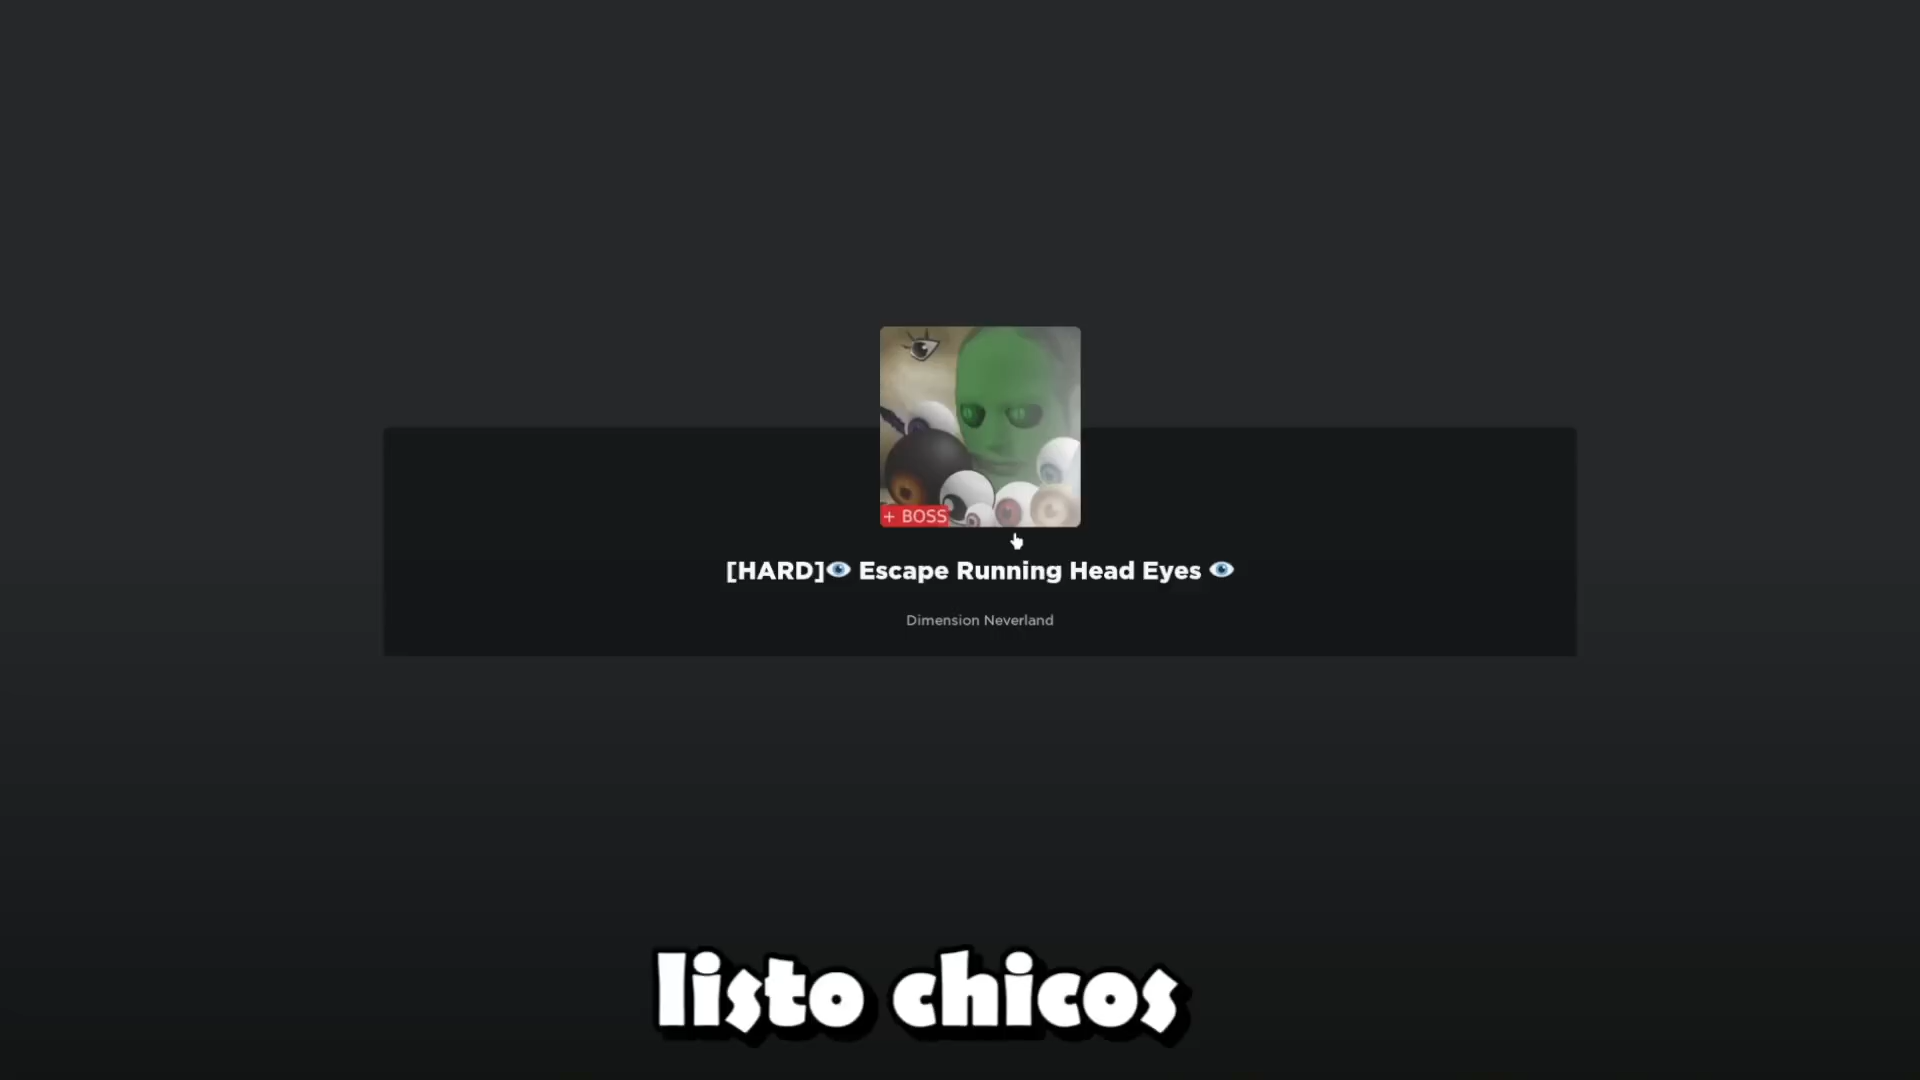 + BOSS
[HARD]👁 Escape Running Head Eyes 👁
Dimension Neverland
listo chicos